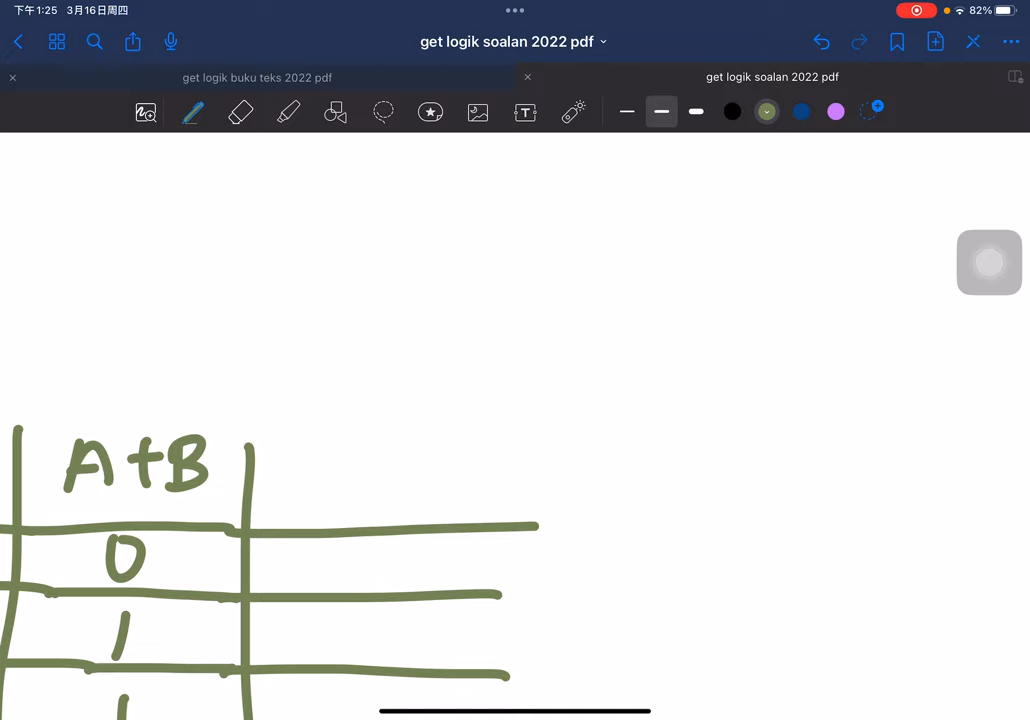 下午1:25 3月16日周四 82%
get logik soalan 2022 pdf
get logik buku teks 2022 pdf get logik soalan 2022 pdf
T
A+B
0
1
1